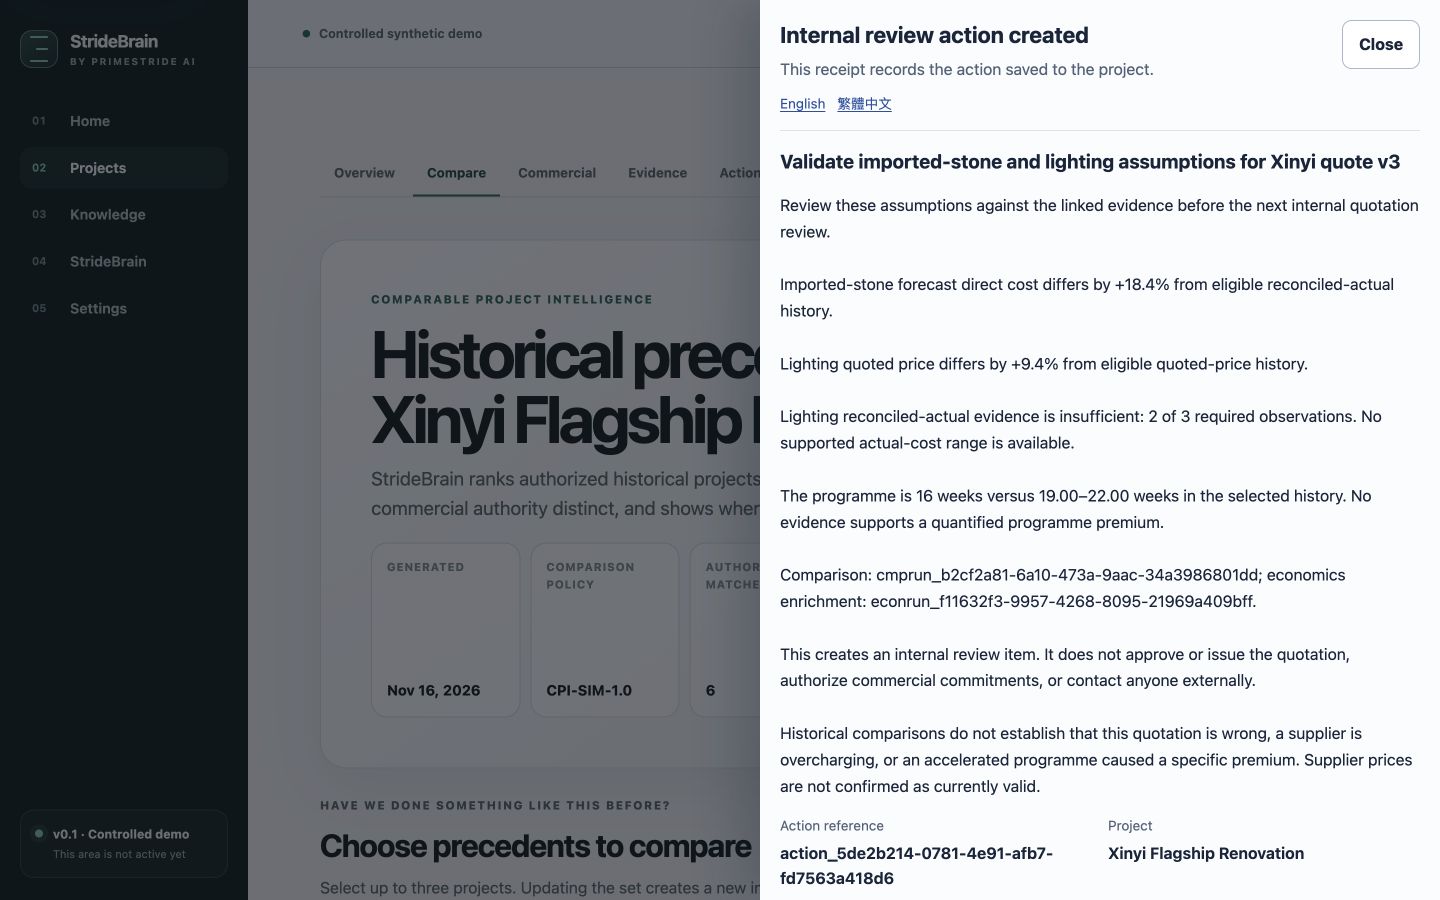 StrideBrain
BY PRIMESTRIDE AI
01 Home
02 Projects
03 Knowledge
04 StrideBrain
05 Settings
v0.1 · Controlled demo
This area is not active yet
Controlled synthetic demo
Overview Compare Commercial Evidence Action
COMPARABLE PROJECT INTELLIGENCE
Historical prec
Xinyi Flagship
StrideBrain ranks authorized historical projects
commercial authority distinct, and shows wher
GENERATED
Nov 16, 2026
COMPARISON
POLICY
CPI-SIM-1.0
AUTHOR
MATCHE
6
HAVE WE DONE SOMETHING LIKE THIS BEFORE?
Choose precedents to compare
Select up to three projects. Updating the set creates a new i
Internal review action created
Close
This receipt records the action saved to the project.
English 繁體中文
Validate imported-stone and lighting assumptions for Xinyi quote v3
Review these assumptions against the linked evidence before the next internal quotation
review.
Imported-stone forecast direct cost differs by +18.4% from eligible reconciled-actual
history.
Lighting quoted price differs by +9.4% from eligible quoted-price history.
Lighting reconciled-actual evidence is insufficient: 2 of 3 required observations. No
supported actual-cost range is available.
The programme is 16 weeks versus 19.00–22.00 weeks in the selected history. No
evidence supports a quantified programme premium.
Comparison: cmprun_b2cf2a81-6a10-473a-9aac-34a3986801dd; economics
enrichment: econrun_f11632f3-9957-4268-8095-21969a409bff.
This creates an internal review item. It does not approve or issue the quotation,
authorize commercial commitments, or contact anyone externally.
Historical comparisons do not establish that this quotation is wrong, a supplier is
overcharging, or an accelerated programme caused a specific premium. Supplier prices
are not confirmed as currently valid.
Action reference
action_5de2b214-0781-4e91-afb7-
fd7563a418d6
Project
Xinyi Flagship Renovation